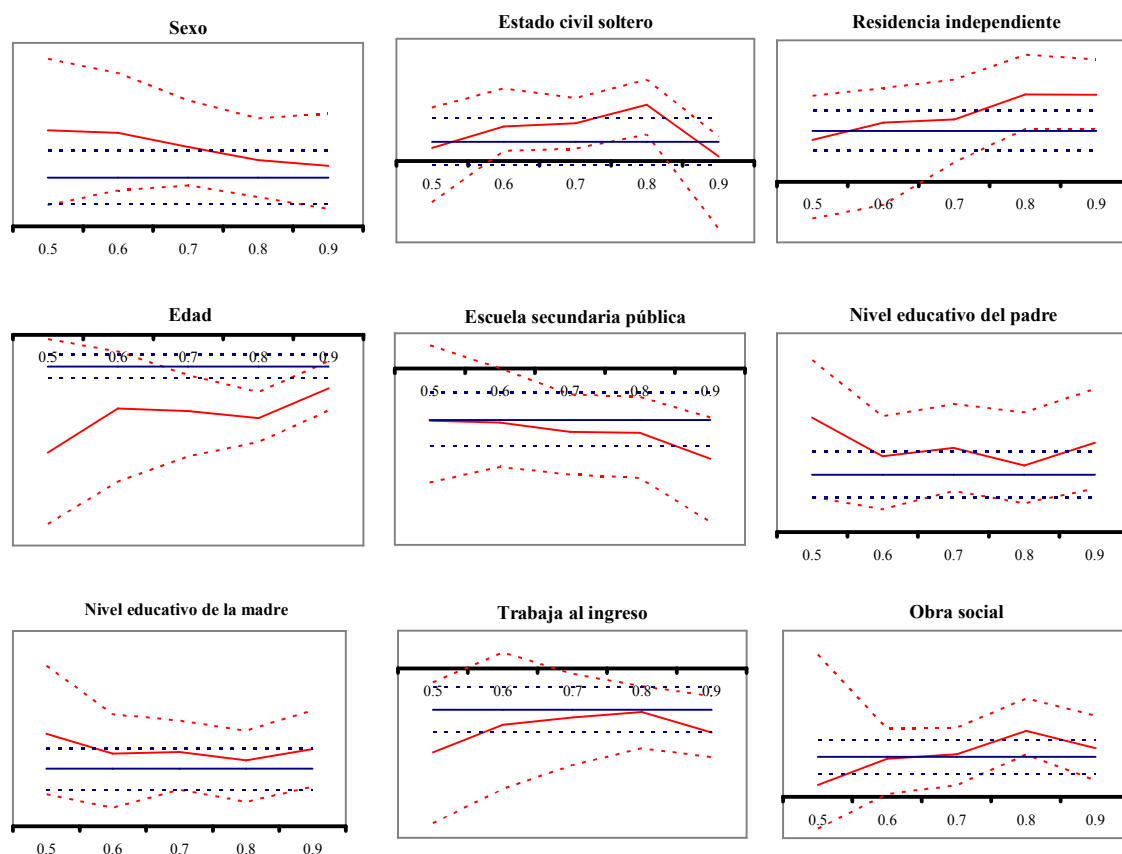 Sexo
0.5 0.6 0.7 0.8 0.9
Estado civil soltero
0.5 0.6 0.7 0.8 0.9
Residencia independiente
0.5 0.6 0.7 0.8 0.9
Edad
0.5 0.6 0.7 0.8 0.9
Escuela secundaria pública
0.5 0.6 0.7 0.8 0.9
Nivel educativo del padre
0.5 0.6 0.7 0.8 0.9
Nivel educativo de la madre
0.5 0.6 0.7 0.8 0.9
Trabaja al ingreso
0.5 0.6 0.7 0.8 0.9
Obra social
0.5 0.6 0.7 0.8 0.9